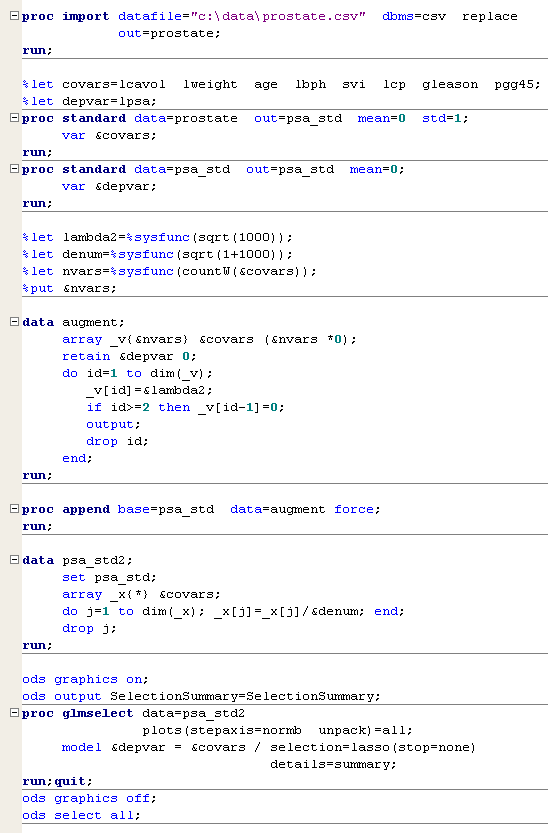 proc import datafile="c:\data\prostate.csv" dbms=csv replace
out=prostate;
run;
%let covars=lcavol lweight age lbph svi lcp gleason pgg45;
%let depvar=lpsa;
proc standard data=prostate out=psa_std mean=0 std=1;
var &covars;
run;
proc standard data=psa_std out=psa_std mean=0;
var &depvar;
run;
%let lambda2=%sysfunc(sqrt(1000));
%let denum=%sysfunc(sqrt(1+1000));
%let nvars=%sysfunc(countW(&covars));
%put &nvars;
data augment;
array _v{&nvars} &covars (&nvars *0);
retain &depvar 0;
do id=1 to dim(_v);
_v[id]=&lambda2;
if id>=2 then _v[id-1]=0;
output;
drop id;
end;
run;
proc append base=psa_std data=augment force;
run;
data psa_std2;
set psa_std;
array _x{*} &covars;
do j=1 to dim(_x); _x[j]=_x[j]/&denum; end;
drop j;
run;
ods graphics on;
ods output SelectionSummary=SelectionSummary;
proc glmselect data=psa_std2
plots(stepaxis=normb unpack)=all;
model &depvar = &covars / selection=lasso(stop=none)
details=summary;
run;quit;
ods graphics off;
ods select all;